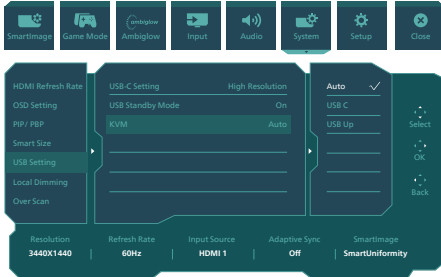 SmartImage Game Mode Ambiglow Input Audio System Setup Close
ambiglow
HDMI Refresh Rate
OSD Setting
PIP/ PBP
Smart Size
USB Setting
Local Dimming
Over Scan
USB-C Setting High Resolution
USB Standby Mode On
KVM Auto
Auto
USB C
USB Up
Select
OK
Back
Resolution Refresh Rate Input Source Adaptive Sync SmartImage
3440X1440 60Hz HDMI 1 Off SmartUniformity